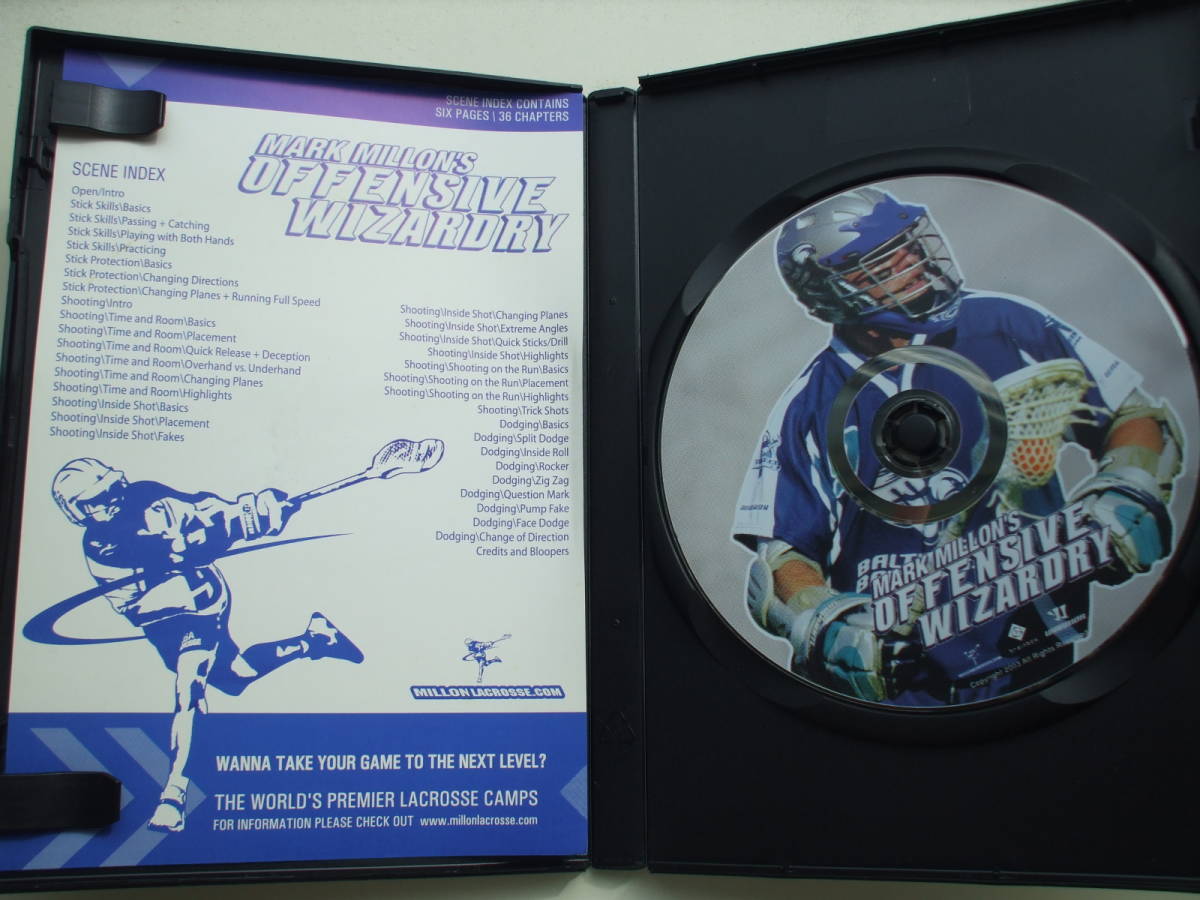 SCENE INDEX CONTAINS
SIX PAGES | 36 CHAPTERS
MARK MILLON'S
OFFENSIVE
WIZARDRY
SCENE INDEX
Open/Intro
Stick Skills\Basics
Stick Skills\Passing + Catching
Stick Skills\Playing with Both Hands
Stick Skills\Practicing
Stick Protection\Basics
Stick Protection\Changing Directions
Stick Protection\Changing Planes + Running Full Speed
Shooting\Intro
Shooting\Time and Room\Basics
Shooting\Time and Room\Placement
Shooting\Time and Room\Quick Release + Deception
Shooting\Time and Room\Overhand vs. Underhand
Shooting\Time and Room\Changing Planes
Shooting\Time and Room\Highlights
Shooting\Inside Shot\Basics
Shooting\Inside Shot\Placement
Shooting\Inside Shot\Fakes
Shooting\Inside Shot\Changing Planes
Shooting\Inside Shot\Extreme Angles
Shooting\Inside Shot\Quick Sticks/Drill
Shooting\Inside Shot\Highlights
Shooting\Shooting on the Run\Basics
Shooting\Shooting on the Run\Placement
Shooting\Shooting on the Run\Highlights
Shooting\Trick Shots
Dodging\Basics
Dodging\Split Dodge
Dodging\Inside Roll
Dodging\Rocker
Dodging\Zig Zag
Dodging\Question Mark
Dodging\Pump Fake
Dodging\Face Dodge
Dodging\Change of Direction
Credits and Bloopers
MILLONLACROSSE.COM
WANNA TAKE YOUR GAME TO THE NEXT LEVEL?
THE WORLD'S PREMIER LACROSSE CAMPS
FOR INFORMATION PLEASE CHECK OUT www.millonlacrosse.com
MARK MILLON'S
OFFENSIVE
WIZARDRY
Copyright 2003 All Rights